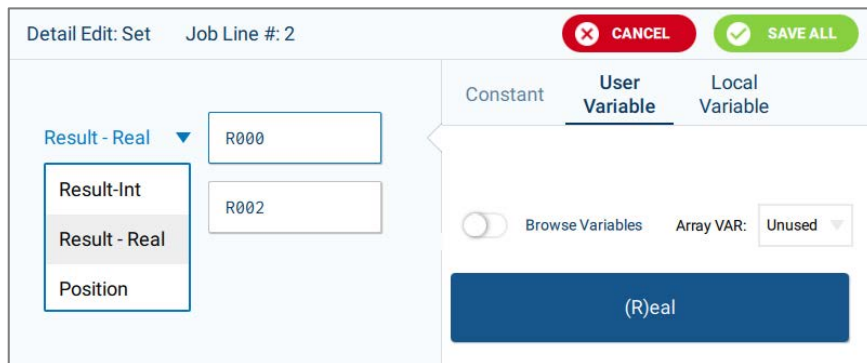 Detail Edit: Set Job Line #: 2
CANCEL
SAVE ALL
Result - Real
R000
Result-Int
Result - Real
Position
R002
Constant
User Variable
Local Variable
Browse Variables
Array VAR:
Unused
(R)eal